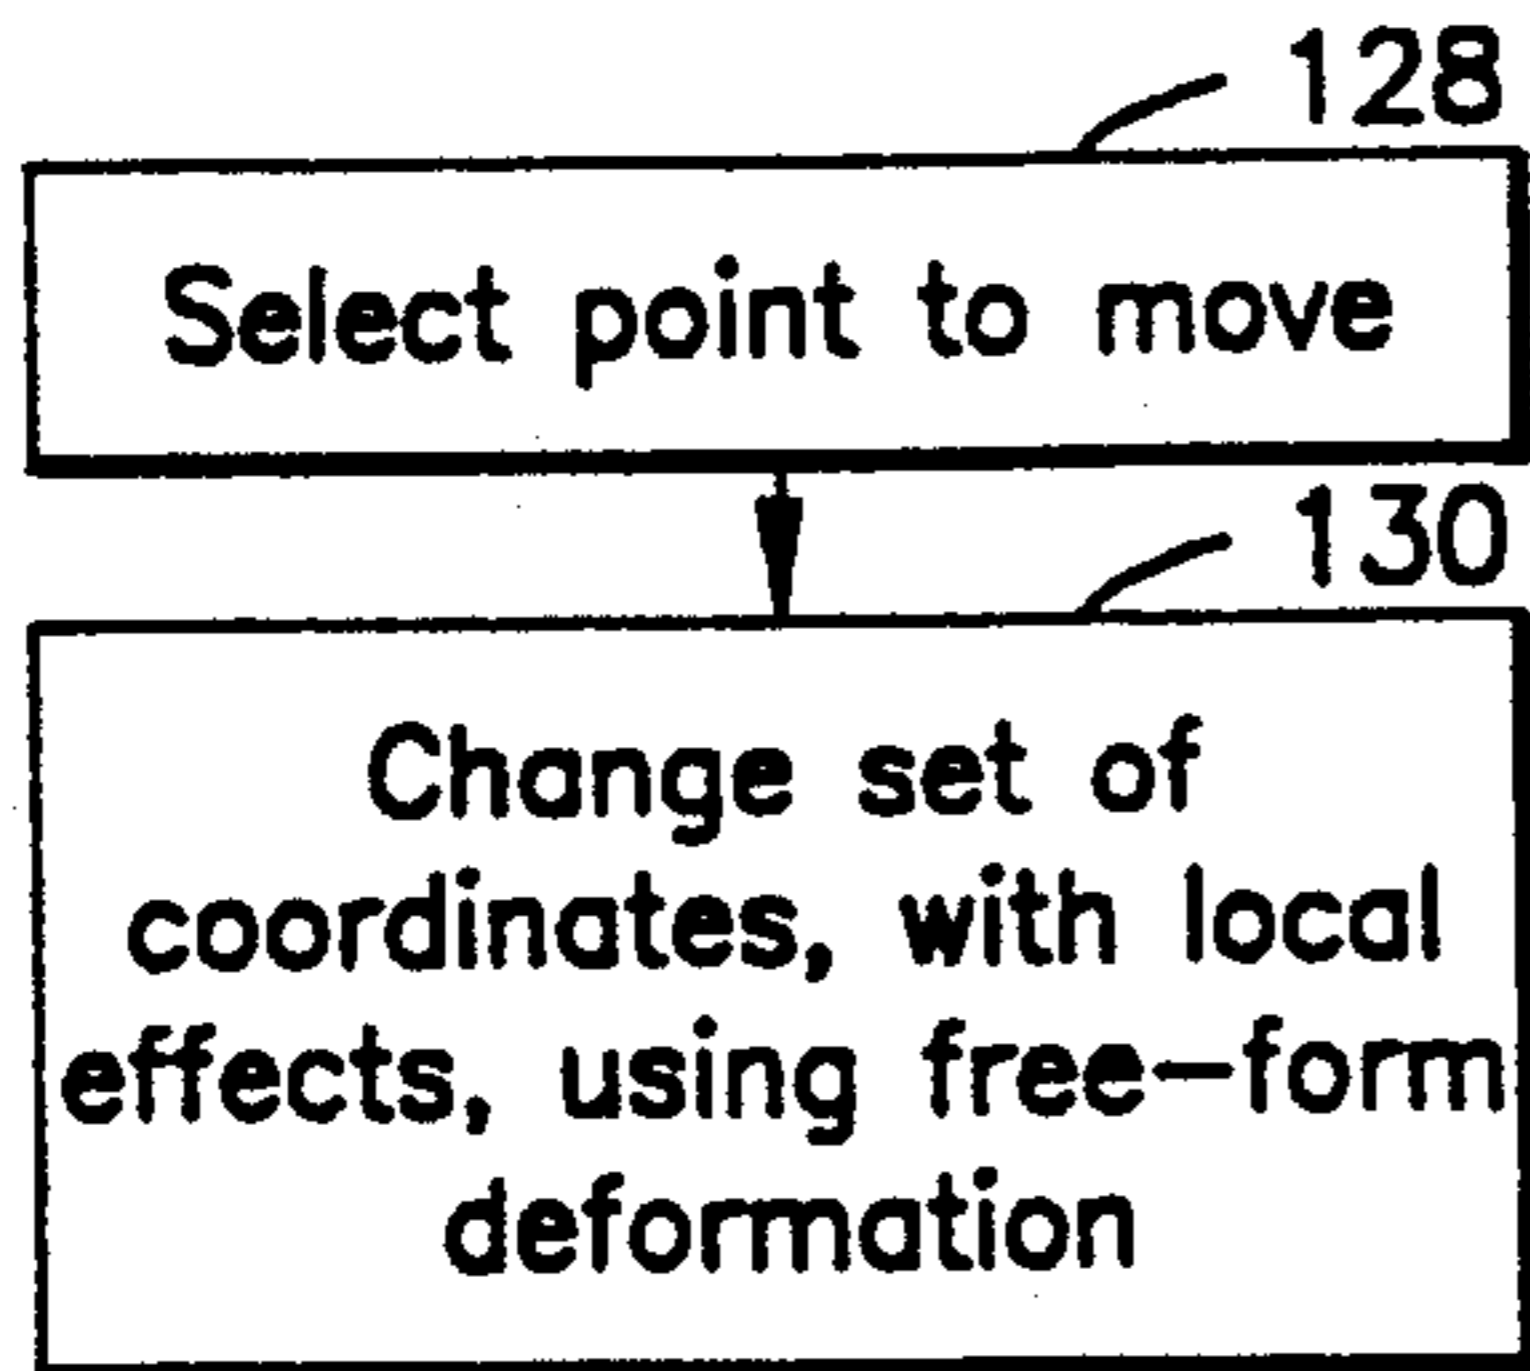 128
Select point to move
130
Change set of
coordinates, with local
effects, using free-form
deformation